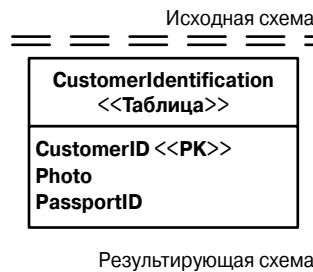 Исходная схема
CustomerIdentification
<<Таблица>>
CustomerID <<PK>>
Photo
PassportID
Результирующая схема